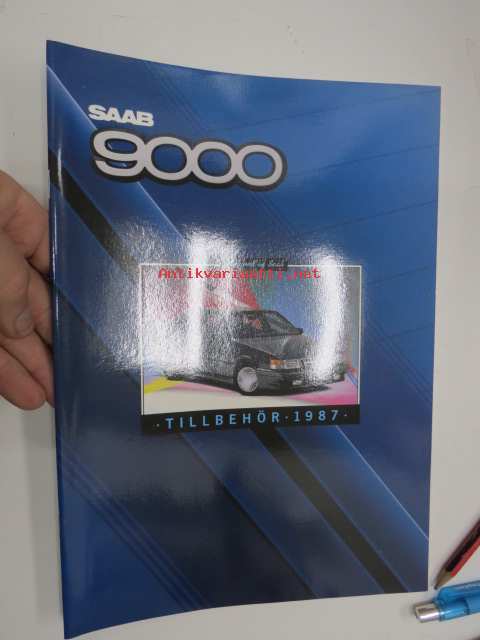 SAAB
9000
Antikvariaatti.net
· TILLBEHÖR · 1987 ·